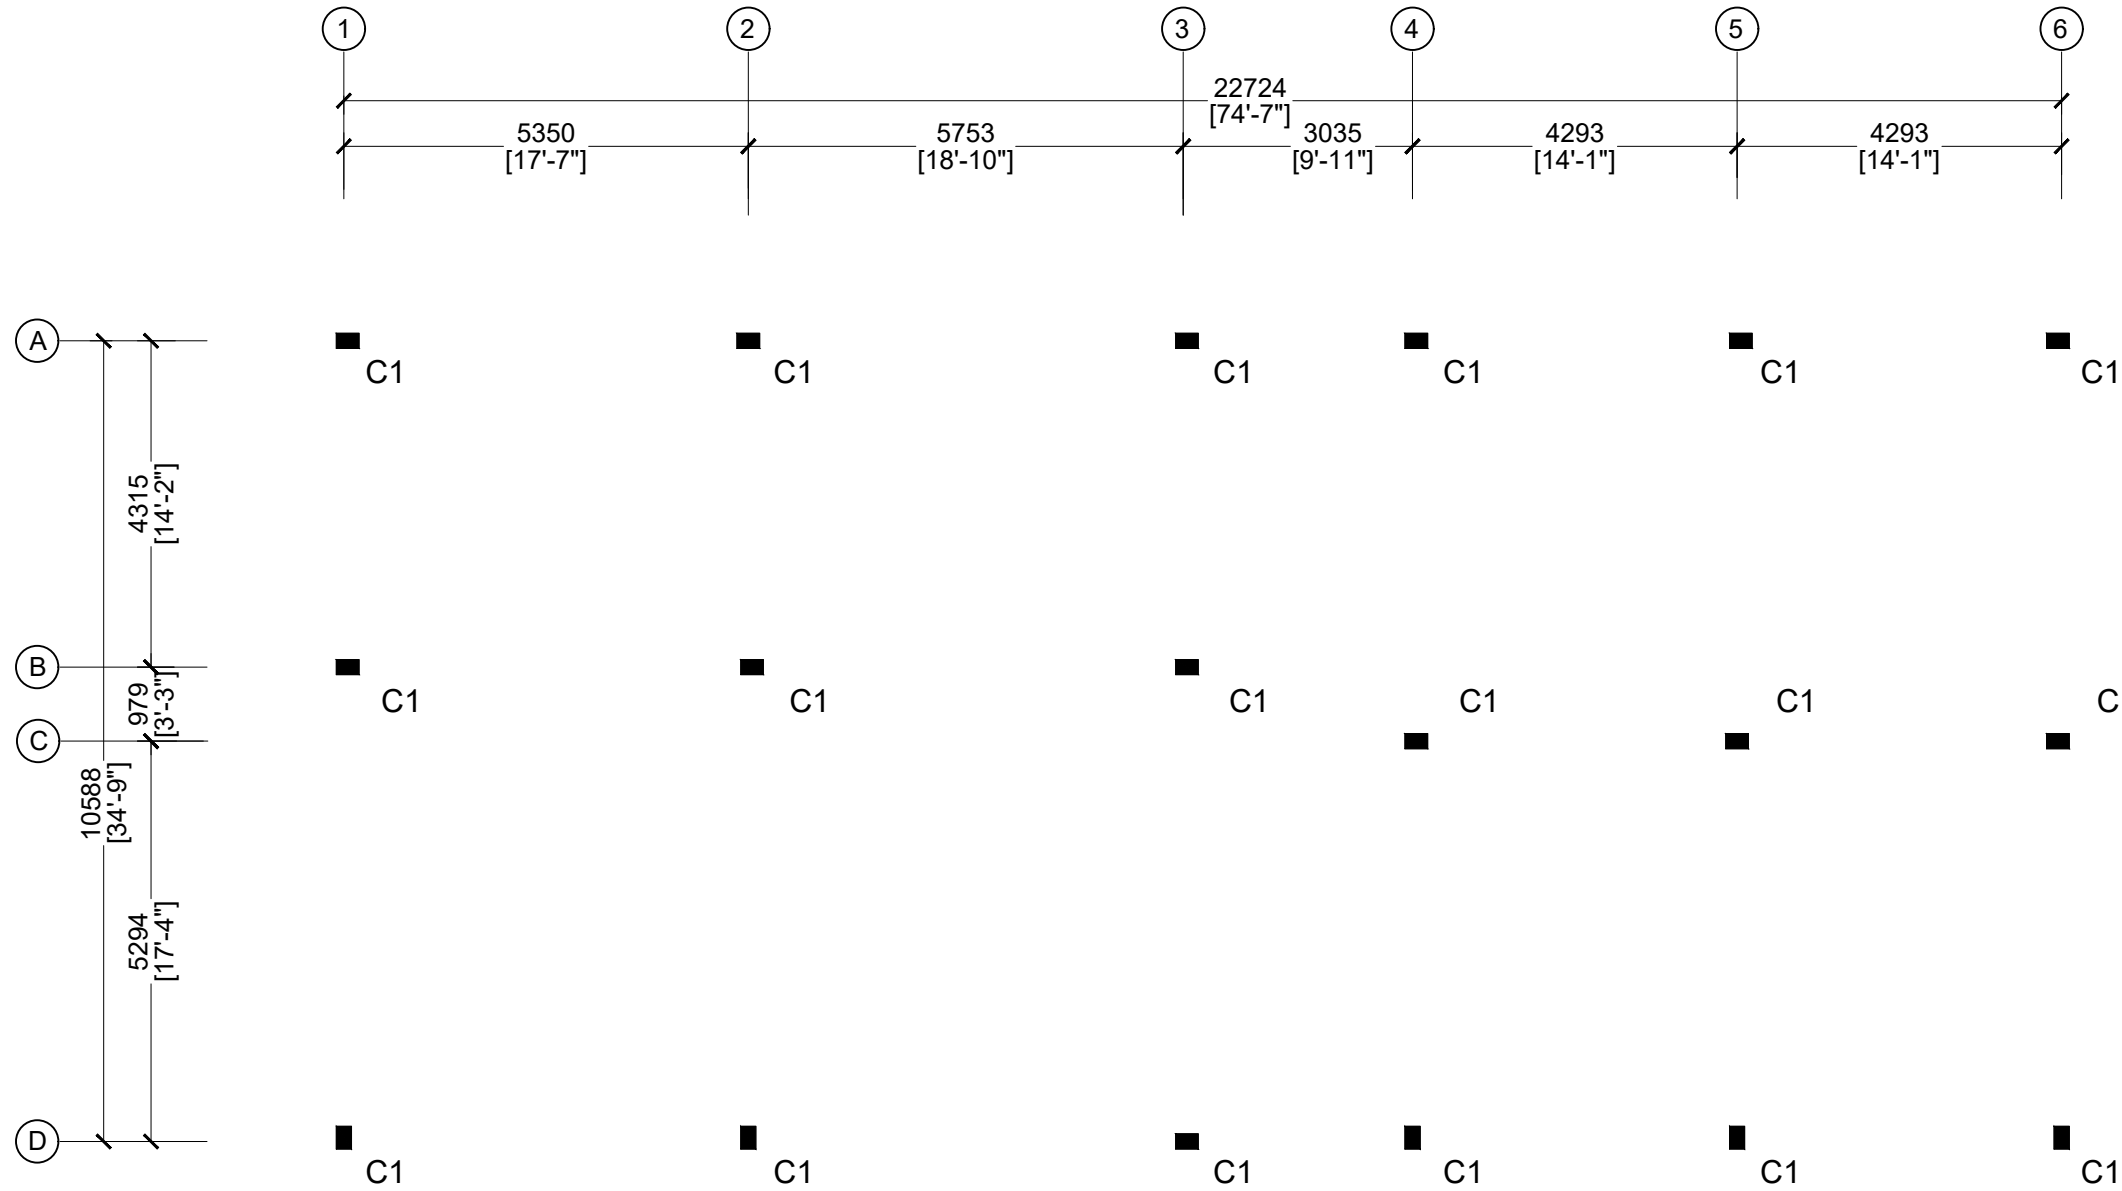 1 2 3 4 5 6
22724
[74'-7"]
5350 5753 3035 4293 4293
[17'-7"] [18'-10"] [9'-11"] [14'-1"] [14'-1"]
A
C1 C1 C1 C1 C1 C1
4315
[14'-2"]
B
C1 C1 C1 C1 C1 C
979
[3'-3"]
C
10588
[34'-9"]
5294
[17'-4"]
D
C1 C1 C1 C1 C1 C1